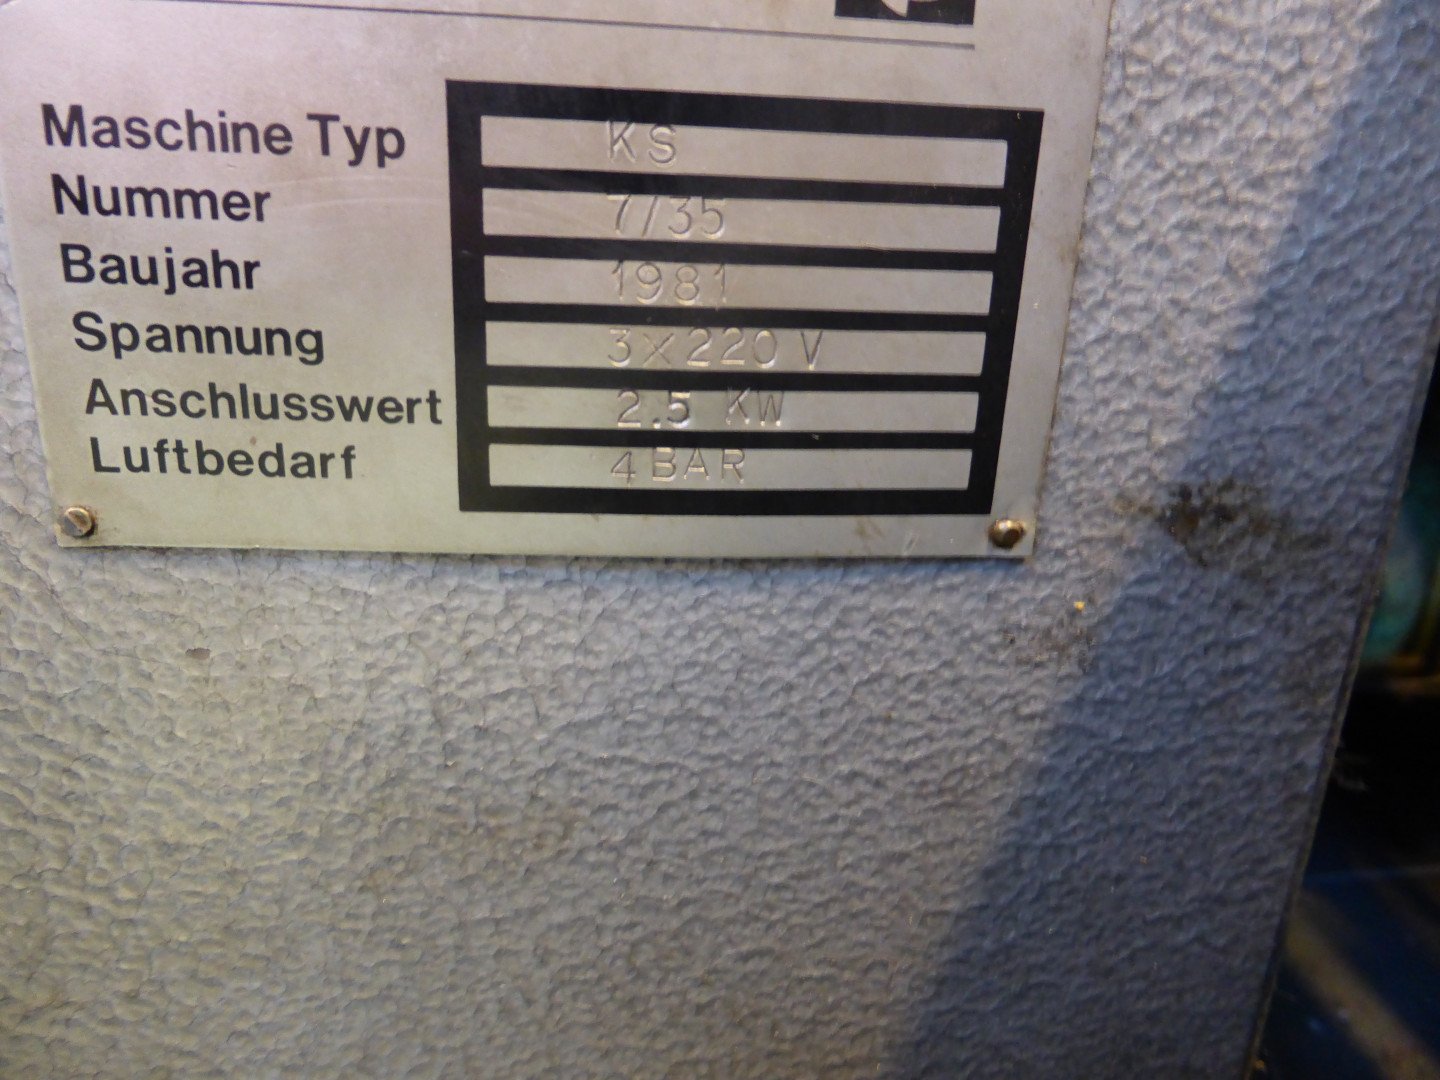 Maschine Typ KS
Nummer 7/35
Baujahr 1981
Spannung 3x220 V
Anschlusswert 2.5 KW
Luftbedarf 4 BAR